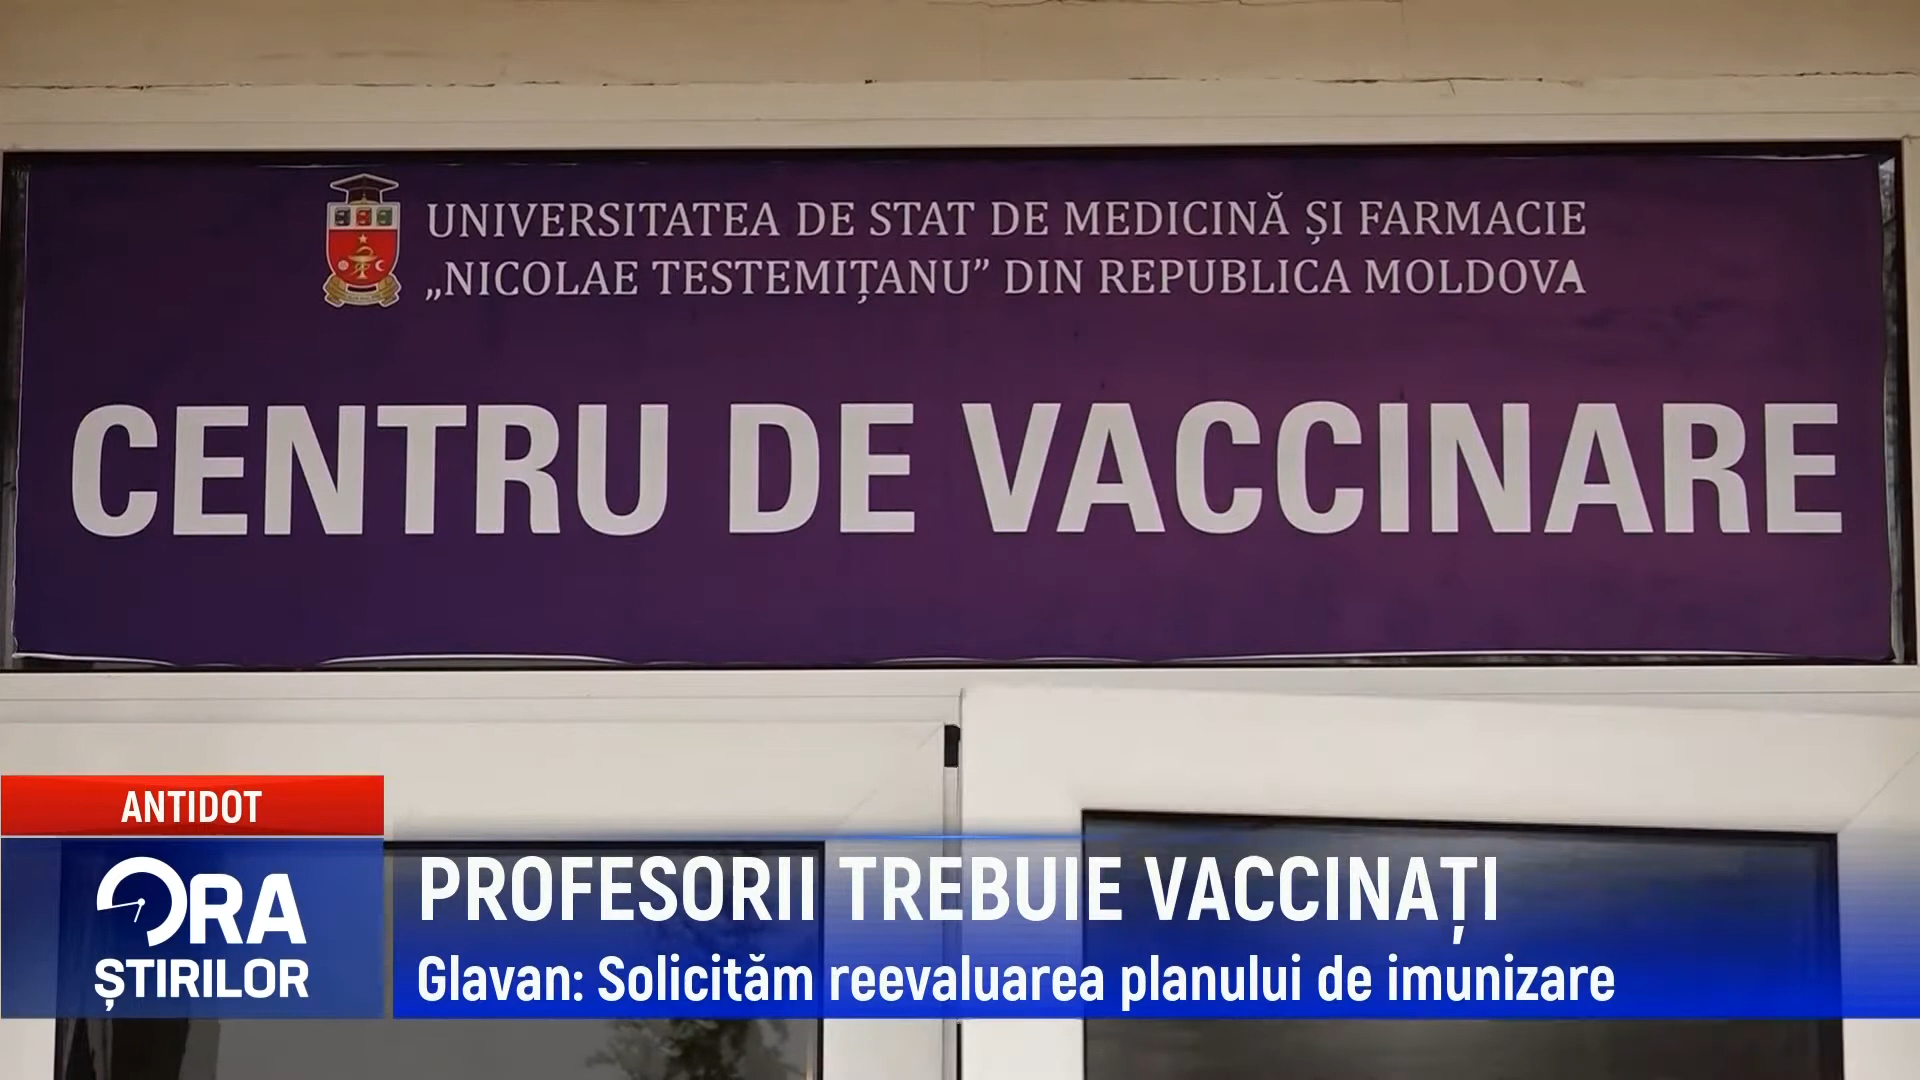 UNIVERSITATEA DE STAT DE MEDICINĂ ȘI FARMACIE
„NICOLAE TESTEMIȚANU” DIN REPUBLICA MOLDOVA
CENTRU DE VACCINARE
ANTIDOT
ORA
ȘTIRILOR
PROFESORII TREBUIE VACCINAȚI
Glavan: Solicităm reevaluarea planului de imunizare